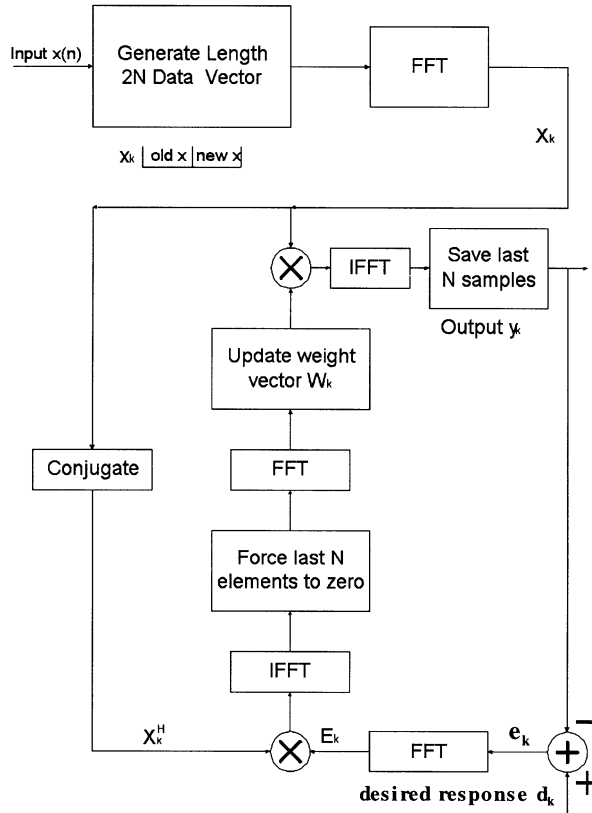 Input x(n)
Generate Length
2N Data Vector
FFT
Xₖ
Xₖ old x new x
IFFT
Save last
N samples
Output yₖ
Update weight
vector Wₖ
Conjugate
FFT
Force last N
elements to zero
IFFT
Xₖᴴ
Eₖ
FFT
eₖ
−
+
+
desired response dₖ